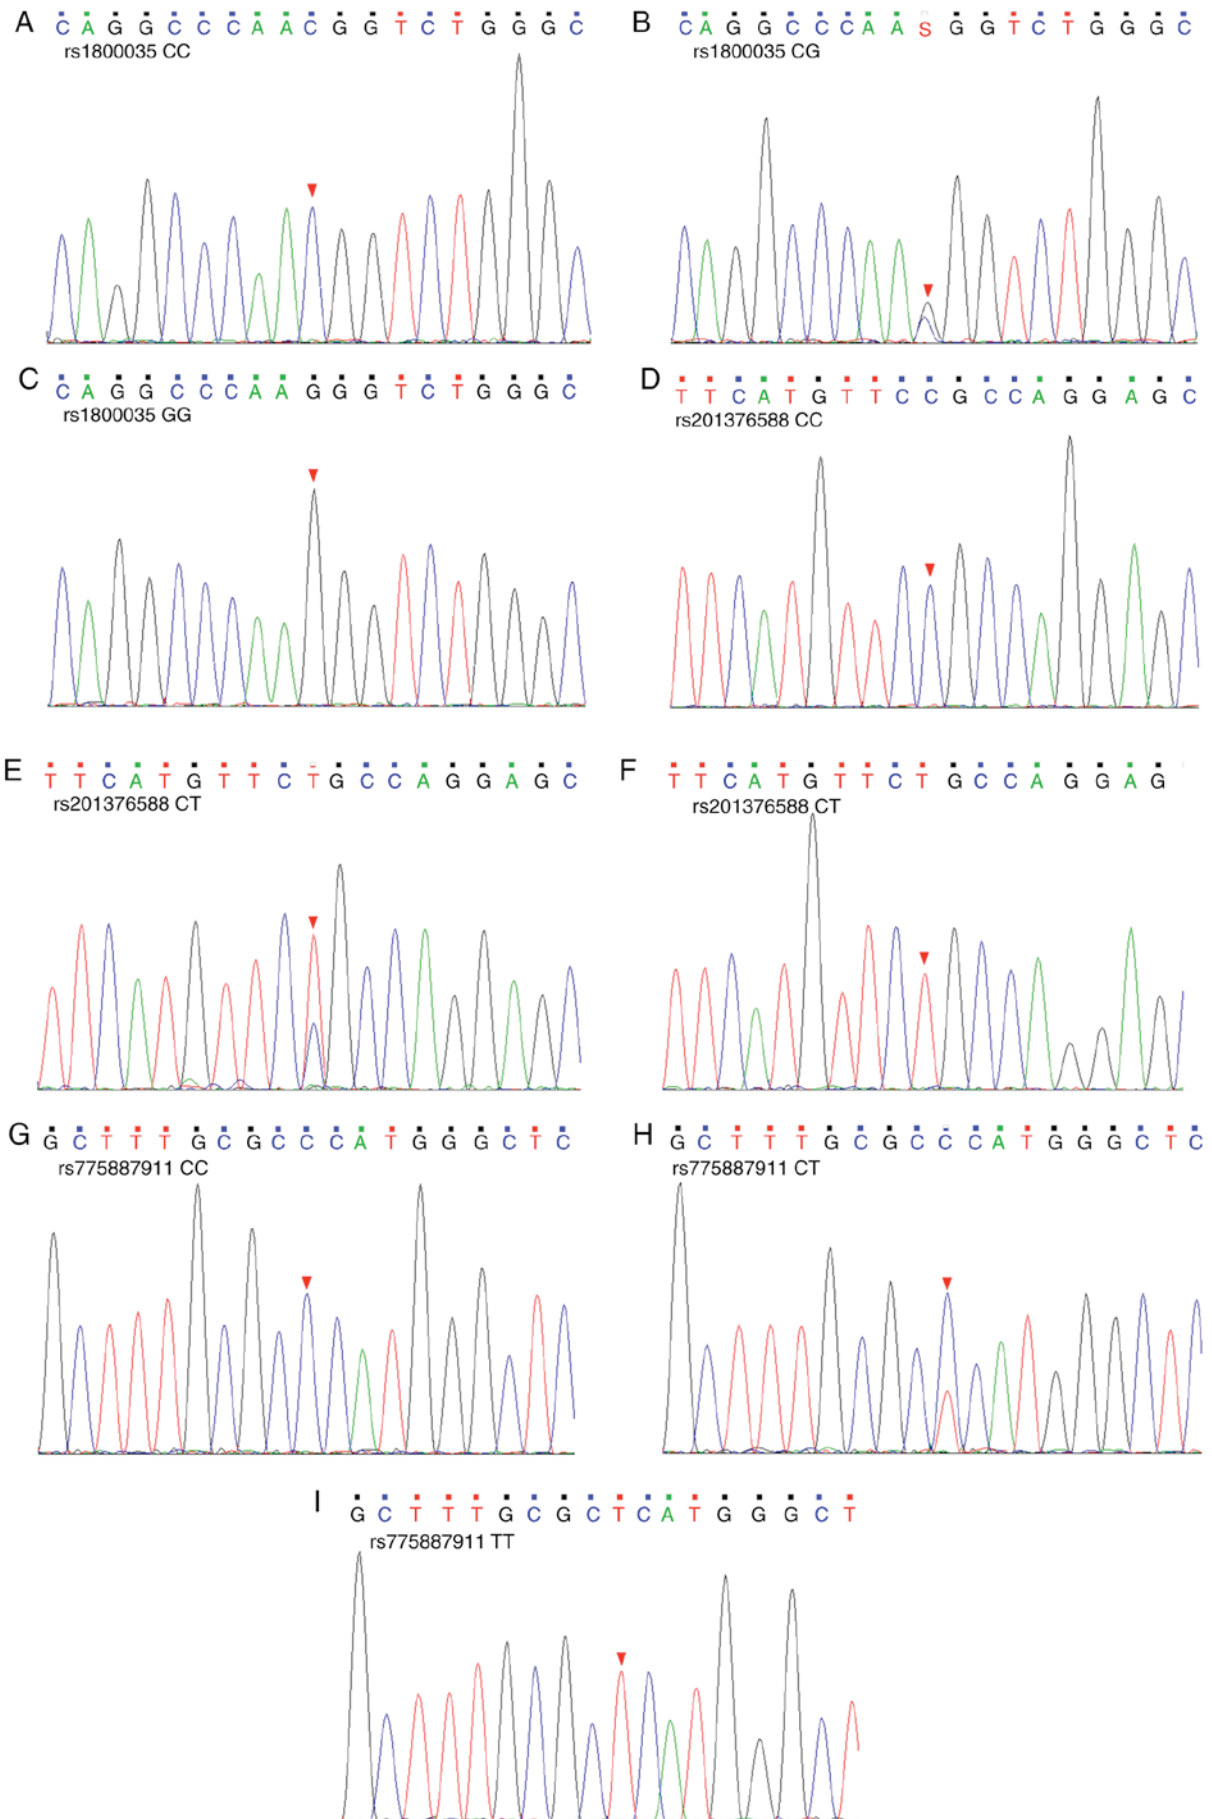 A C A G G C C C A A C G G T C T G G G C
rs1800035 CC
B C A G G C C C A A S G G T C T G G G C
rs1800035 CG
C C A G G C C C A A G G G T C T G G G C
rs1800035 GG
D T T C A T G T T C C G C C A G G A G C
rs201376588 CC
E T T C A T G T T C T G C C A G G A G C
rs201376588 CT
F T T C A T G T T C T G C C A G G A G
rs201376588 CT
G G C T T T G C G C C C A T G G G C T C
rs775887911 CC
H G C T T T G C G C C C A T G G G C T C
rs775887911 CT
I G C T T T G C G C T C A T G G G C T
rs775887911 TT